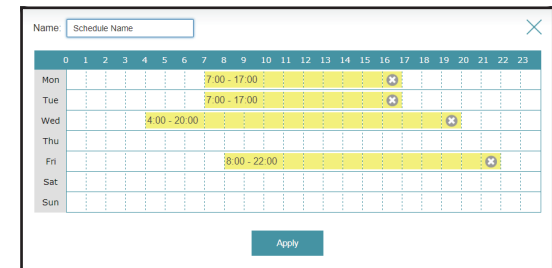 Name: Schedule Name
0 1 2 3 4 5 6 7 8 9 10 11 12 13 14 15 16 17 18 19 20 21 22 23
Mon 7:00 - 17:00
Tue 7:00 - 17:00
Wed 4:00 - 20:00
Thu
Fri 8:00 - 22:00
Sat
Sun
Apply